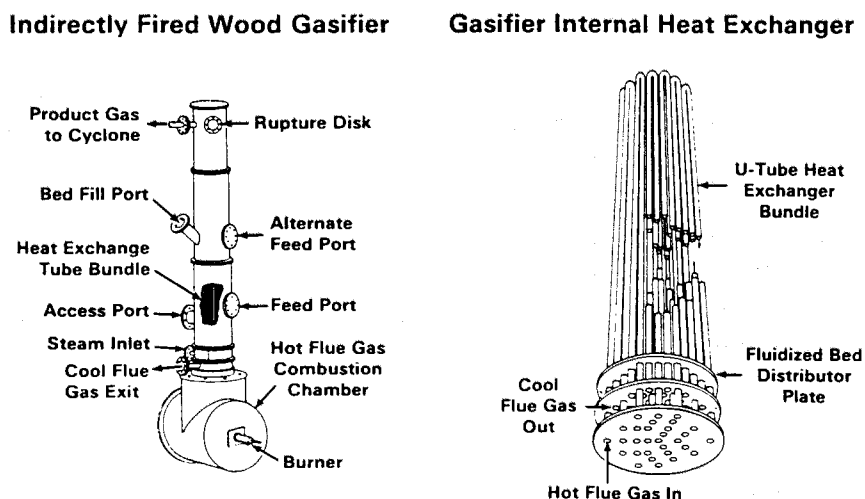 Indirectly Fired Wood Gasifier
Product Gas
to Cyclone
Rupture Disk
Bed Fill Port
Alternate
Feed Port
Heat Exchange
Tube Bundle
Access Port
Feed Port
Steam Inlet
Cool Flue
Gas Exit
Hot Flue Gas
Combustion
Chamber
Burner
Gasifier Internal Heat Exchanger
U-Tube Heat
Exchanger
Bundle
Fluidized Bed
Distributor
Plate
Cool
Flue Gas
Out
Hot Flue Gas In